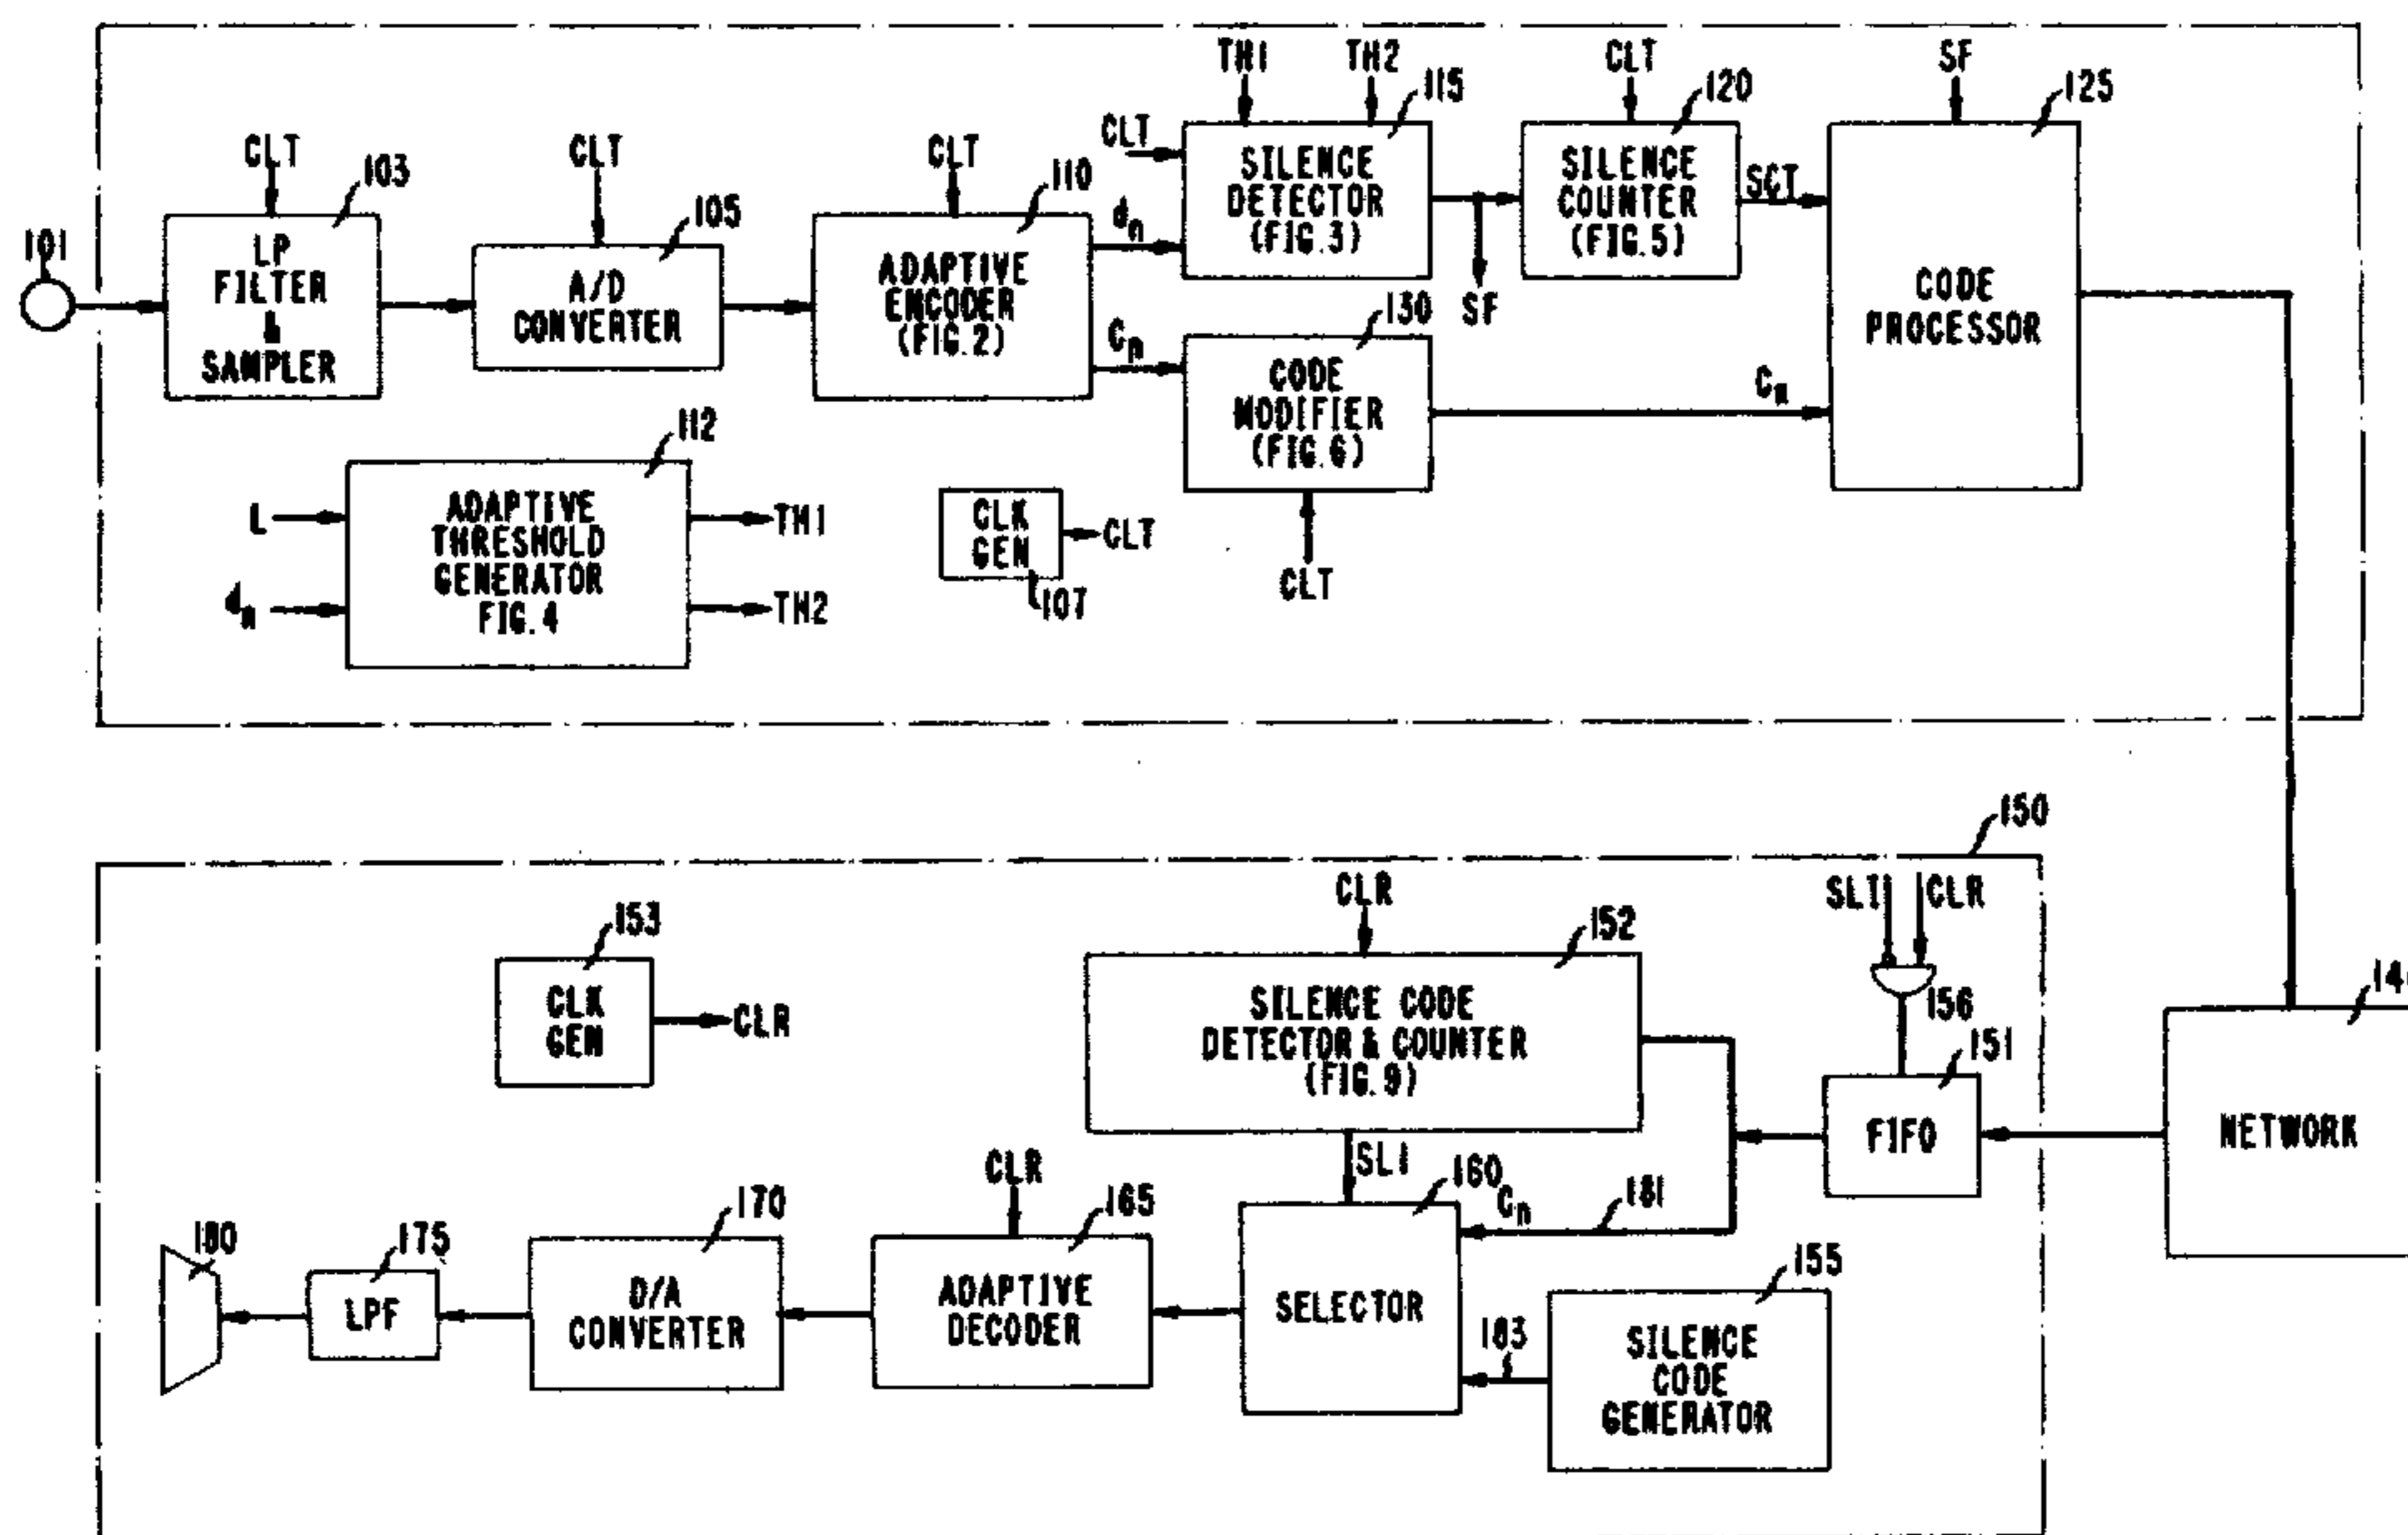 TH1 TH2 CLT SF
115 120 125
CLT CLT CLT CLT
103 105 110
101
LP
FILTER
&
SAMPLER
A/D
CONVERTER
ADAPTIVE
ENCODER
(FIG.2)
dn
Cn
SILENCE
DETECTOR
(FIG.3)
SF
SILENCE
COUNTER
(FIG.5)
SCT
CODE
PROCESSOR
130
CODE
MODIFIER
(FIG.6)
Cn
CLT
112
L
dn
ADAPTIVE
THRESHOLD
GENERATOR
FIG.4
TH1
TH2
CLK
GEN
CLT
107
150
SLI CLR
156
151
FIFO
NETWORK
CLR
152
SILENCE CODE
DETECTOR & COUNTER
(FIG.9)
153
CLK
GEN
CLR
SLI
160
Cn
181
SELECTOR
183
155
SILENCE
CODE
GENERATOR
CLR
165
ADAPTIVE
DECODER
170
D/A
CONVERTER
175
LPF
180